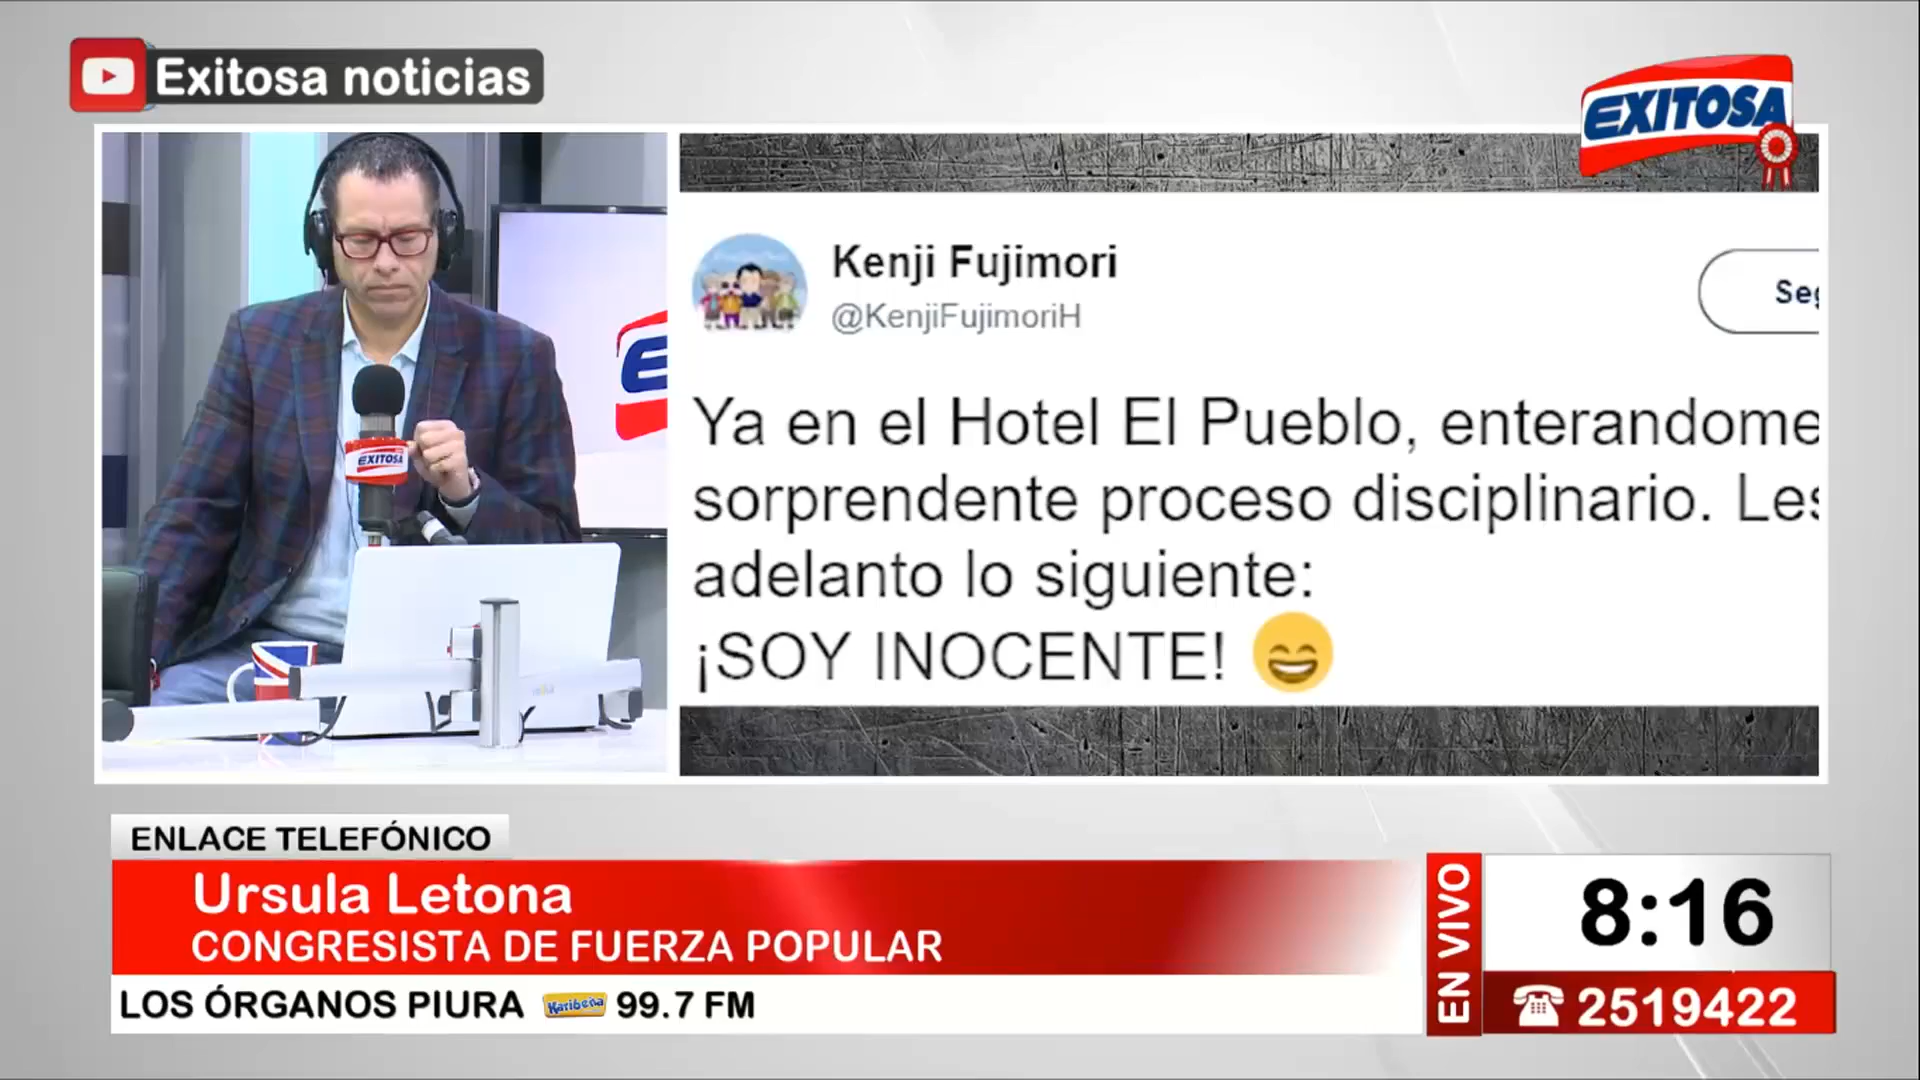 Exitosa noticias
EXITOSA
EXITOSA
Kenji Fujimori
@KenjiFujimoriH
Ya en el Hotel El Pueblo, enterandome
sorprendente proceso disciplinario. Les
adelanto lo siguiente:
¡SOY INOCENTE! 😄
ENLACE TELEFÓNICO
Ursula Letona
CONGRESISTA DE FUERZA POPULAR
LOS ÓRGANOS PIURA Karibeña 99.7 FM
EN VIVO
8:16
2519422